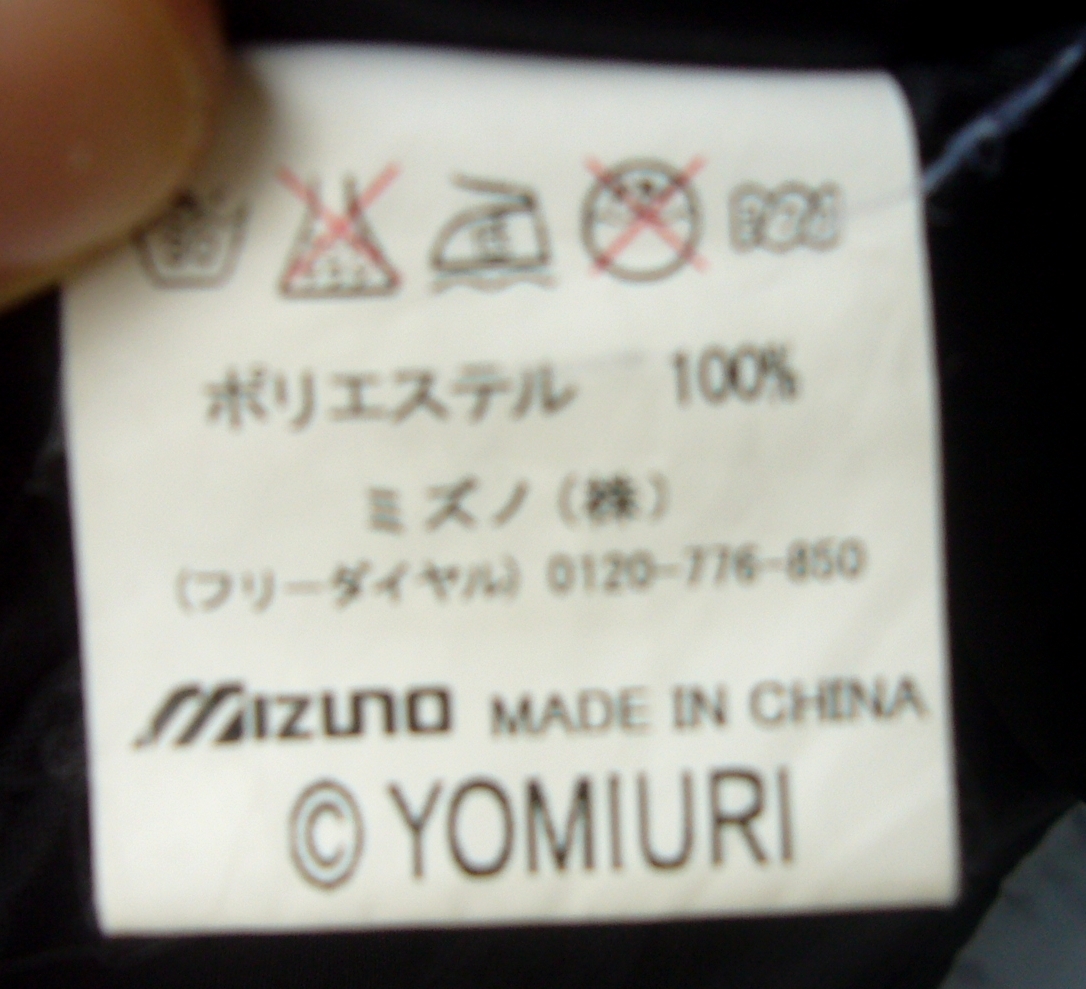 ポリエステル 100%
ミズノ(株)
(フリーダイヤル) 0120-776-850
MIZUNO MADE IN CHINA
© YOMIURI